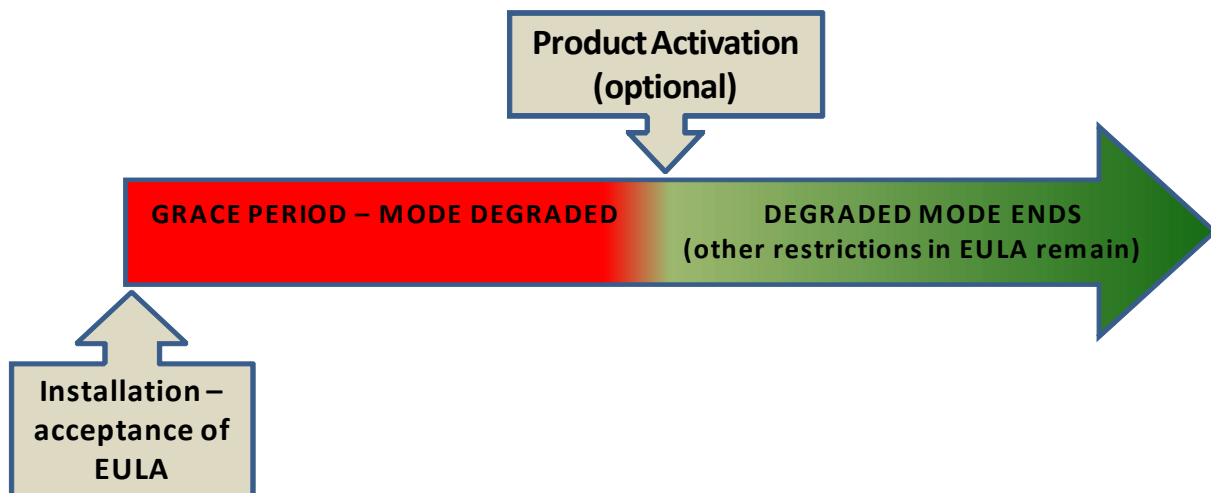 Product Activation
(optional)
GRACE PERIOD – MODE DEGRADED
DEGRADED MODE ENDS
(other restrictions in EULA remain)
Installation –
acceptance of
EULA